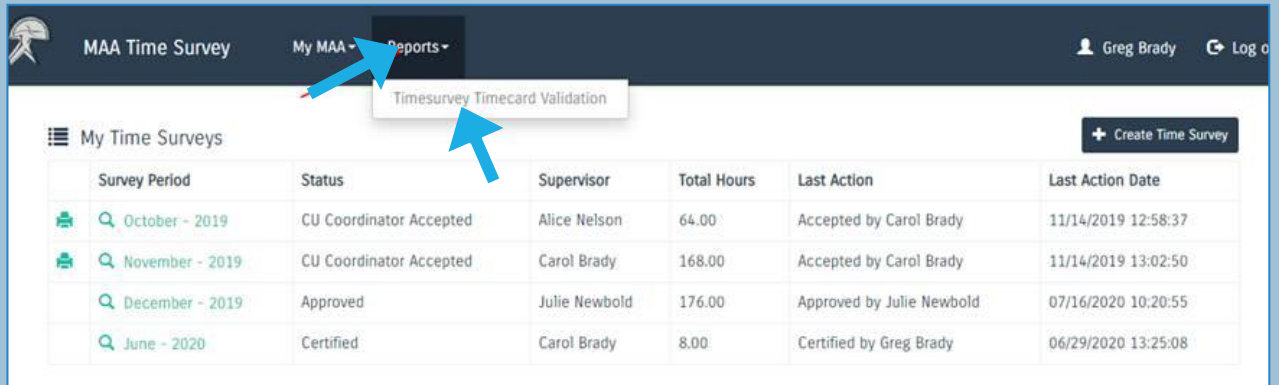 MAA Time Survey My MAA Reports Greg Brady Log o
Timesurvey Timecard Validation
My Time Surveys + Create Time Survey
Survey Period Status Supervisor Total Hours Last Action Last Action Date
October - 2019 CU Coordinator Accepted Alice Nelson 64.00 Accepted by Carol Brady 11/14/2019 12:58:37
November - 2019 CU Coordinator Accepted Carol Brady 168.00 Accepted by Carol Brady 11/14/2019 13:02:50
December - 2019 Approved Julie Newbold 176.00 Approved by Julie Newbold 07/16/2020 10:20:55
June - 2020 Certified Carol Brady 8.00 Certified by Greg Brady 06/29/2020 13:25:08